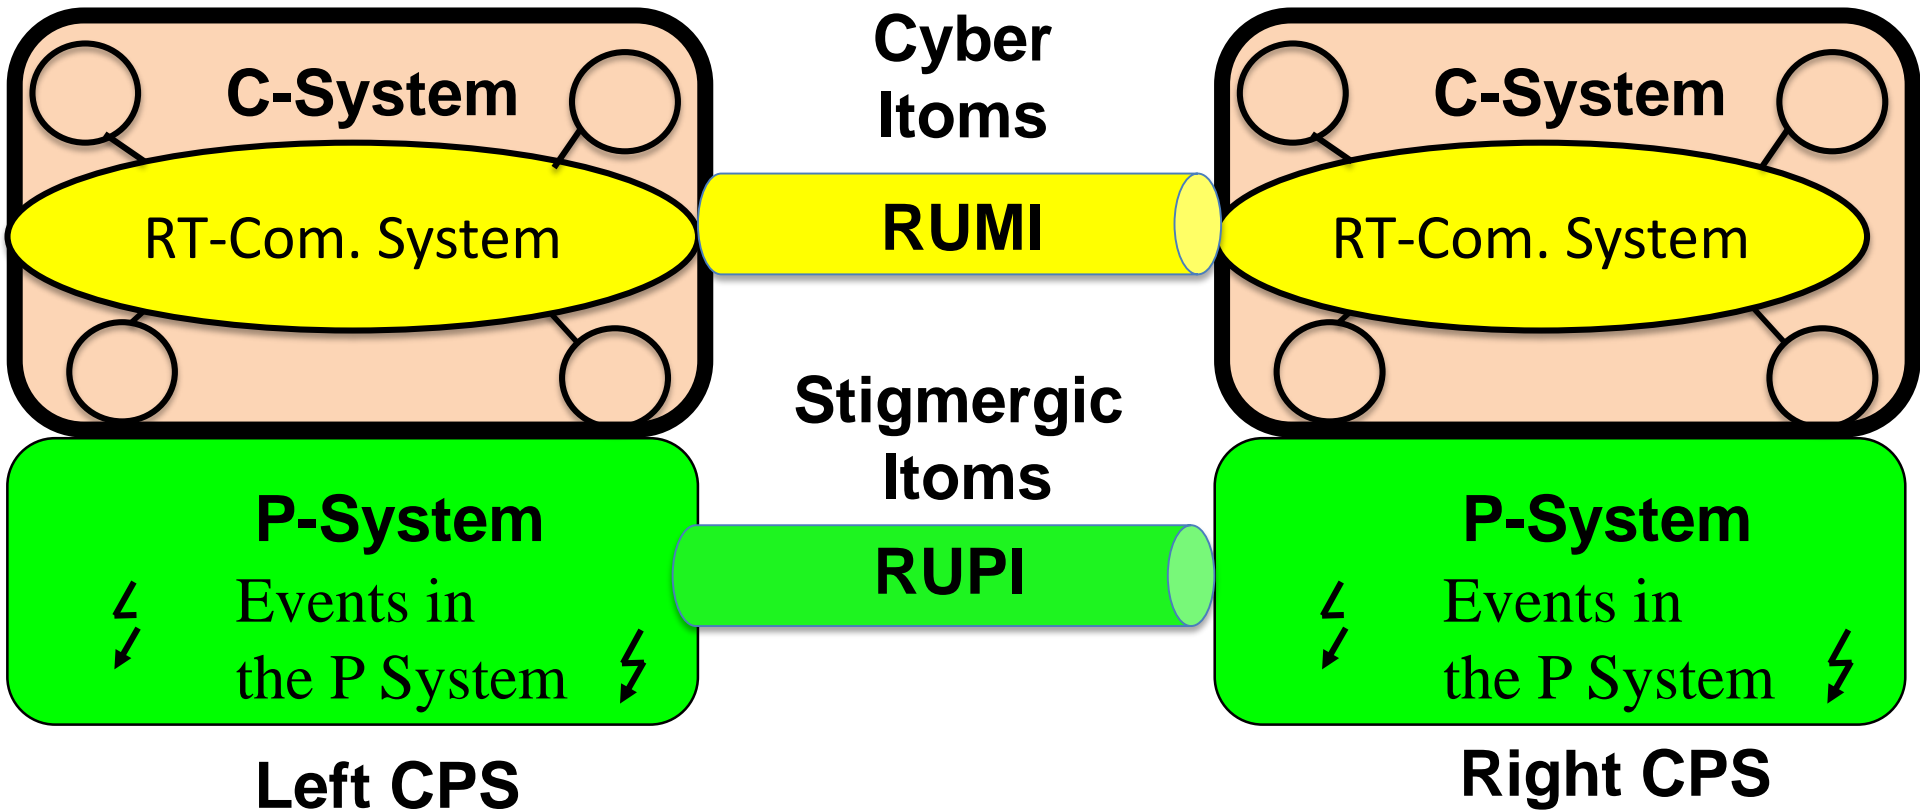 C-System
RT-Com. System
P-System
Events in
the P System
Left CPS
Cyber
Itoms
RUMI
Stigmergic
Itoms
RUPI
C-System
RT-Com. System
P-System
Events in
the P System
Right CPS